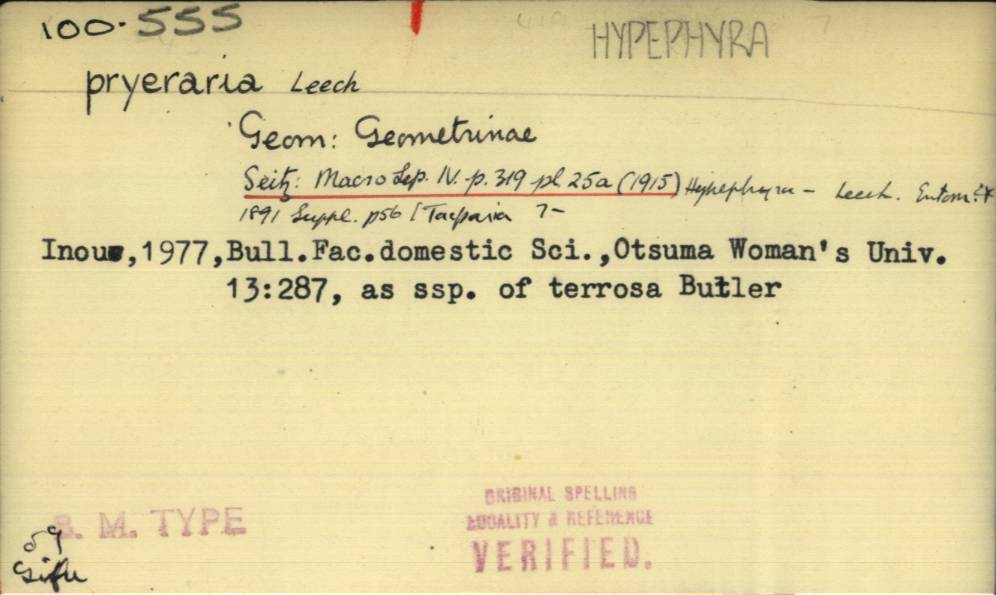 100.555
HYPEPHYRA
pryeraria Leech
Geom: Geometrinae
Seitz: Macro Lep. IV. p. 319 pl. 25a (1915) Hypephyra - Leech. Entom.
1891 Suppl. p56 [
Inoue,1977,Bull.Fac.domestic Sci.,Otsuma Woman's Univ.
13:287, as ssp. of terrosa Butler
ORIGINAL SPELLING
LOCALITY & REFERENCE
VERIFIED.
B. M. TYPE
Gifu